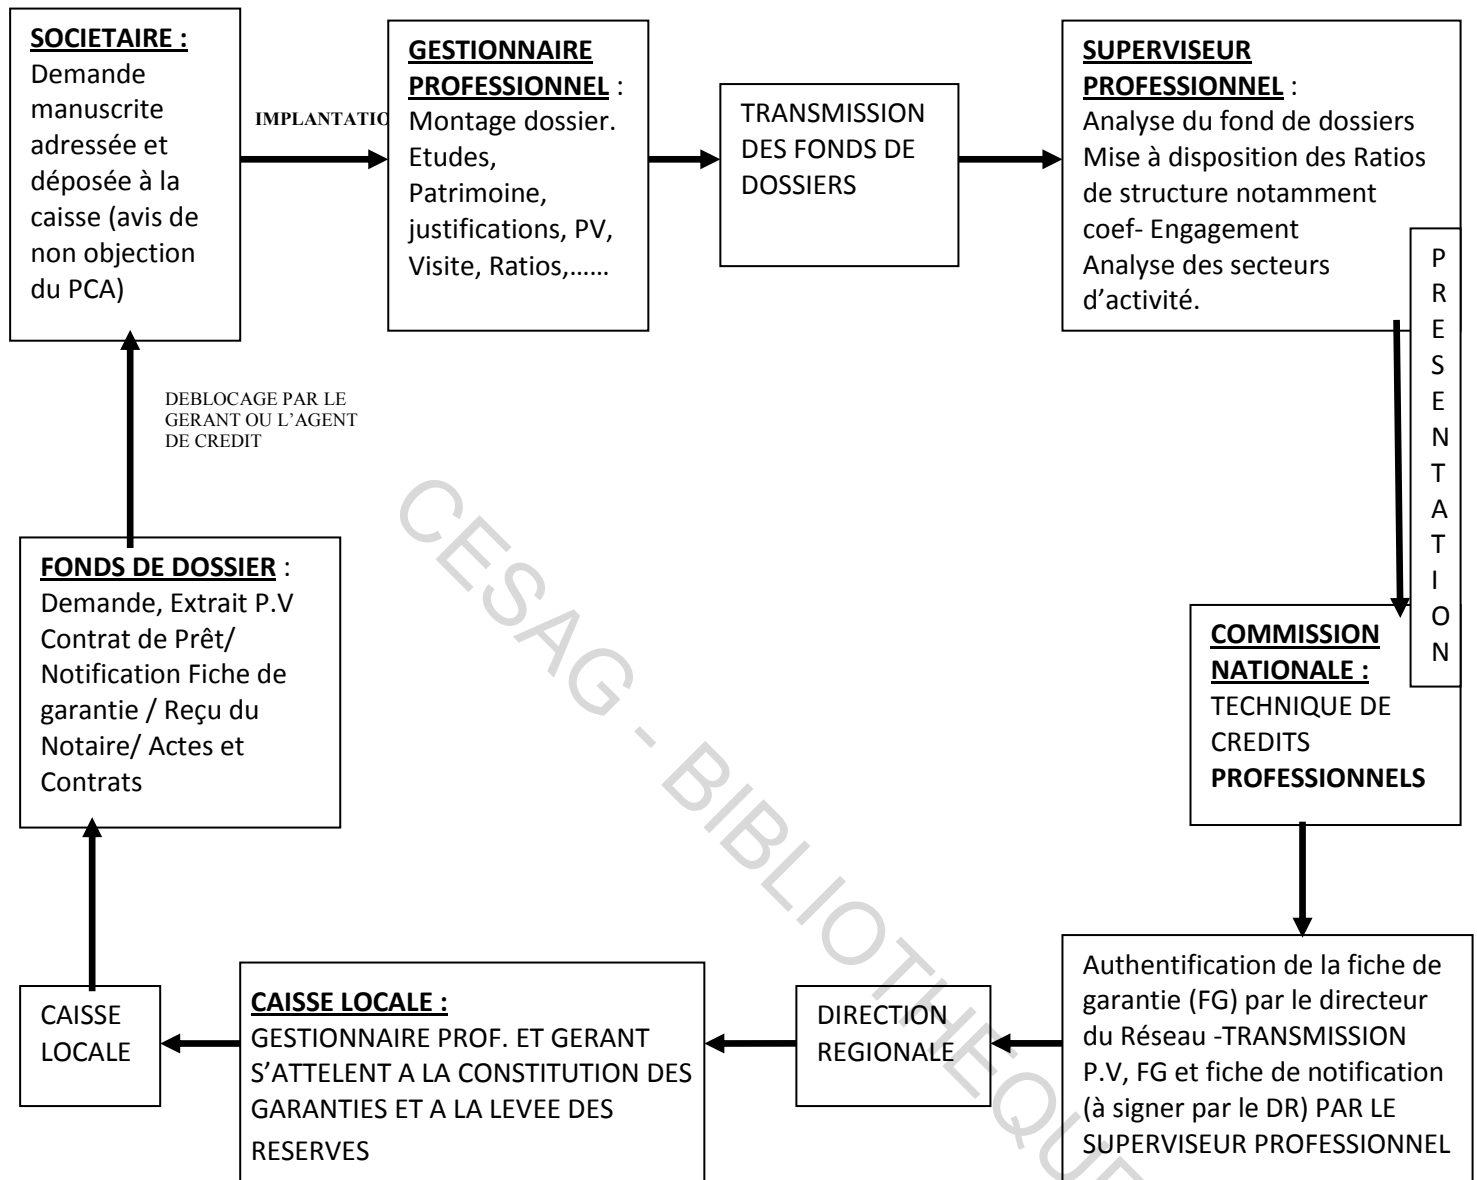 SOCIETAIRE :
Demande
manuscrite
adressée et
déposée à la
caisse (avis de
non objection
du PCA)
IMPLANTATIO
GESTIONNAIRE
PROFESSIONNEL :
Montage dossier.
Etudes,
Patrimoine,
justifications, PV,
Visite, Ratios,......
TRANSMISSION
DES FONDS DE
DOSSIERS
SUPERVISEUR
PROFESSIONNEL :
Analyse du fond de dossiers
Mise à disposition des Ratios
de structure notamment
coef- Engagement
Analyse des secteurs
d'activité.
P
R
E
S
E
N
T
A
T
I
O
N
COMMISSION
NATIONALE :
TECHNIQUE DE
CREDITS
PROFESSIONNELS
Authentification de la fiche de
garantie (FG) par le directeur
du Réseau -TRANSMISSION
P.V, FG et fiche de notification
(à signer par le DR) PAR LE
SUPERVISEUR PROFESSIONNEL
DIRECTION
REGIONALE
CAISSE LOCALE :
GESTIONNAIRE PROF. ET GERANT
S'ATTELENT A LA CONSTITUTION DES
GARANTIES ET A LA LEVEE DES
RESERVES
CAISSE
LOCALE
FONDS DE DOSSIER :
Demande, Extrait P.V
Contrat de Prêt/
Notification Fiche de
garantie / Reçu du
Notaire/ Actes et
Contrats
DEBLOCAGE PAR LE
GERANT OU L'AGENT
DE CREDIT
CESAG - BIBLIOTHEQUE